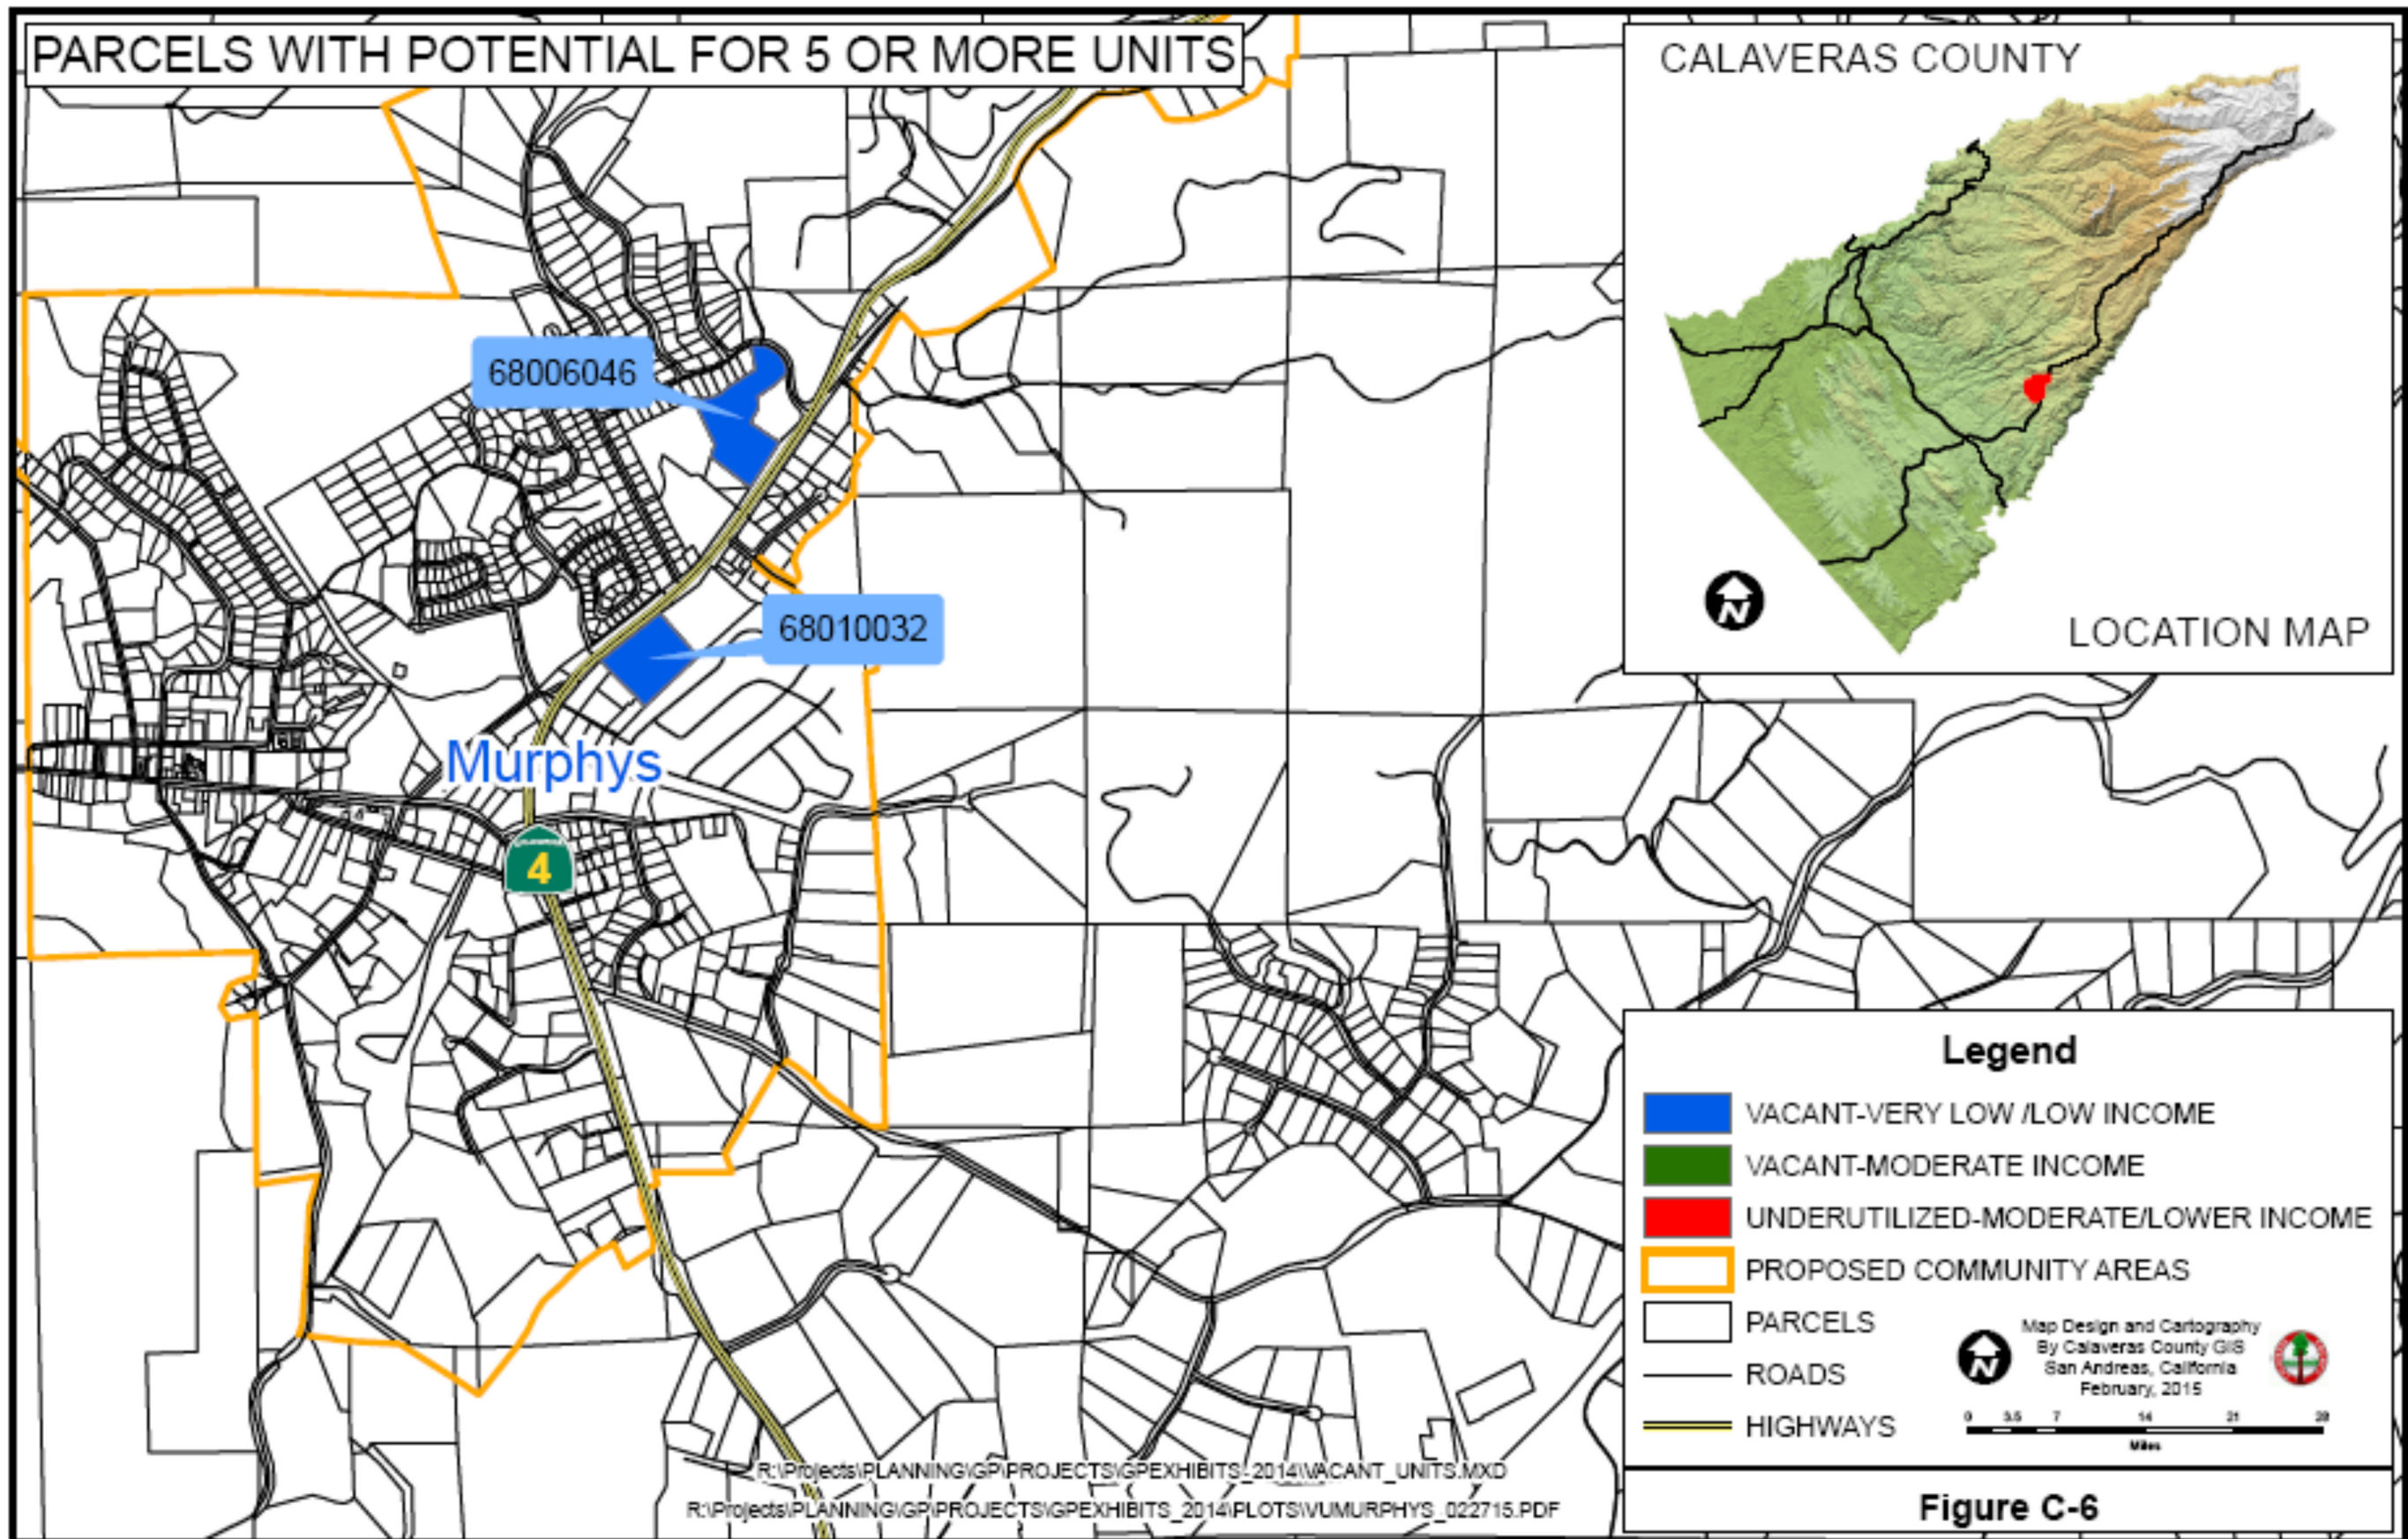 PARCELS WITH POTENTIAL FOR 5 OR MORE UNITS
CALAVERAS COUNTY
N
LOCATION MAP
68006046
68010032
Murphys
4
Legend
VACANT-VERY LOW /LOW INCOME
VACANT-MODERATE INCOME
UNDERUTILIZED-MODERATE/LOWER INCOME
PROPOSED COMMUNITY AREAS
PARCELS
ROADS
HIGHWAYS
N
Map Design and Cartography
By Calaveras County GIS
San Andreas, California
February, 2015
0 3.5 7 14 21 28
Miles
R:\Projects\PLANNING\GP\PROJECTS\GPEXHIBITS_2014\VACANT_UNITS.MXD
R:\Projects\PLANNING\GP\PROJECTS\GPEXHIBITS_2014\PLOTS\VUMURPHYS_022715.PDF
Figure C-6